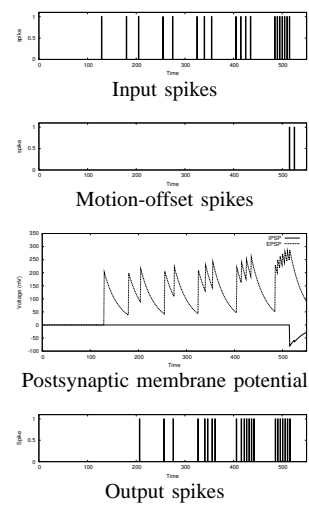 spike
1
0.5
0
0 100 200 300 400 500
Time
Input spikes
spike
1
0.5
0
0 100 200 300 400 500
Time
Motion-offset spikes
Voltage (mV)
350
300
250
200
150
100
50
0
-50
-100
IPSP
EPSP
0 100 200 300 400 500
Time
Postsynaptic membrane potential
Spike
1
0.5
0
0 100 200 300 400 500
Time
Output spikes